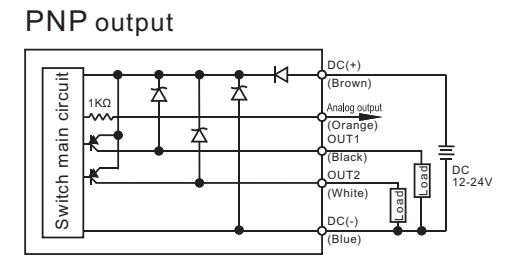 PNP output
Switch main circuit
1KΩ
DC(+)
(Brown)
Analog output
(Orange)
OUT1
(Black)
OUT2
(White)
DC(-)
(Blue)
Load
Load
DC
12-24V